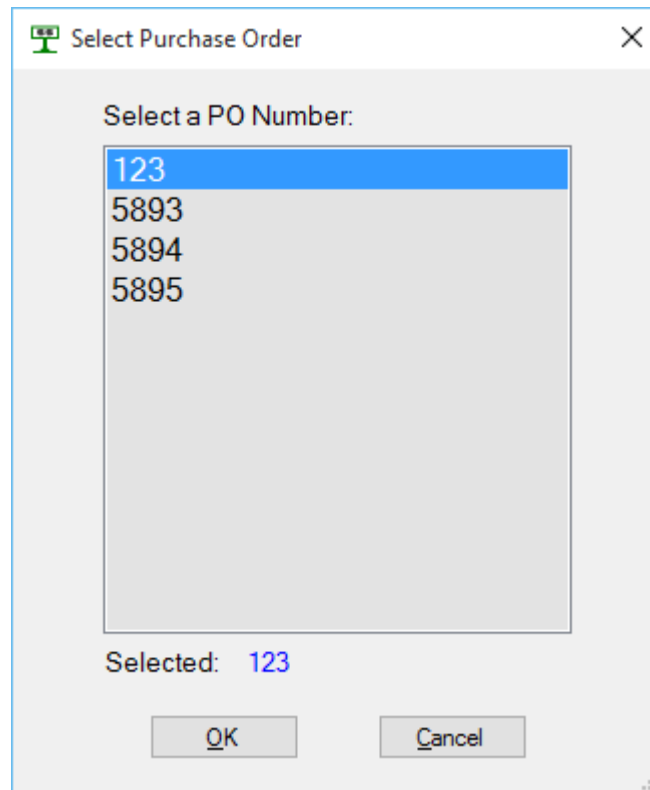 Select Purchase Order
Select a PO Number:
123
5893
5894
5895
Selected: 123
OK Cancel